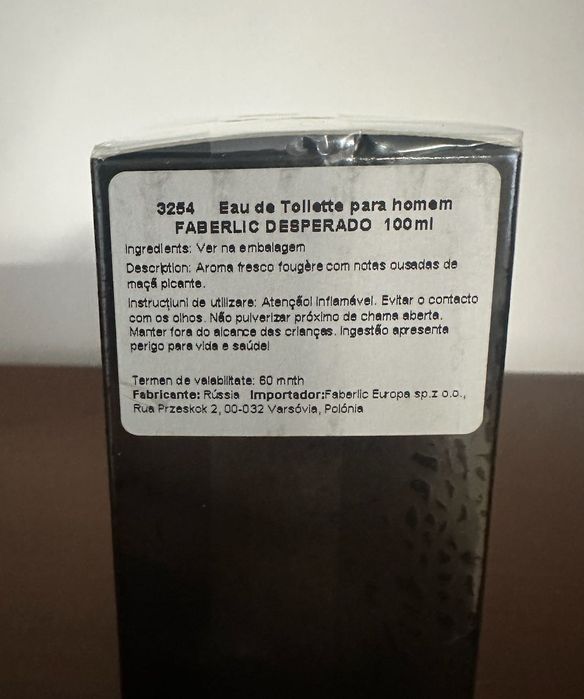 3254 Eau de Toilette para homem
FABERLIC DESPERADO 100ml
Ingredients: Ver na embalagem
Description: Aroma fresco fougère com notas ousadas de
maçã picante.
Instrucţiuni de utilizare: Atenção! Inflamável. Evitar o contacto
com os olhos. Não pulverizar próximo de chama aberta.
Manter fora do alcance das crianças. Ingestão apresenta
perigo para vida e saúde!
Termen de valabilitate: 60 mnth
Fabricante: Rússia Importador:Faberlic Europa sp.z o.o.,
Rua Przeskok 2, 00-032 Varsóvia, Polónia